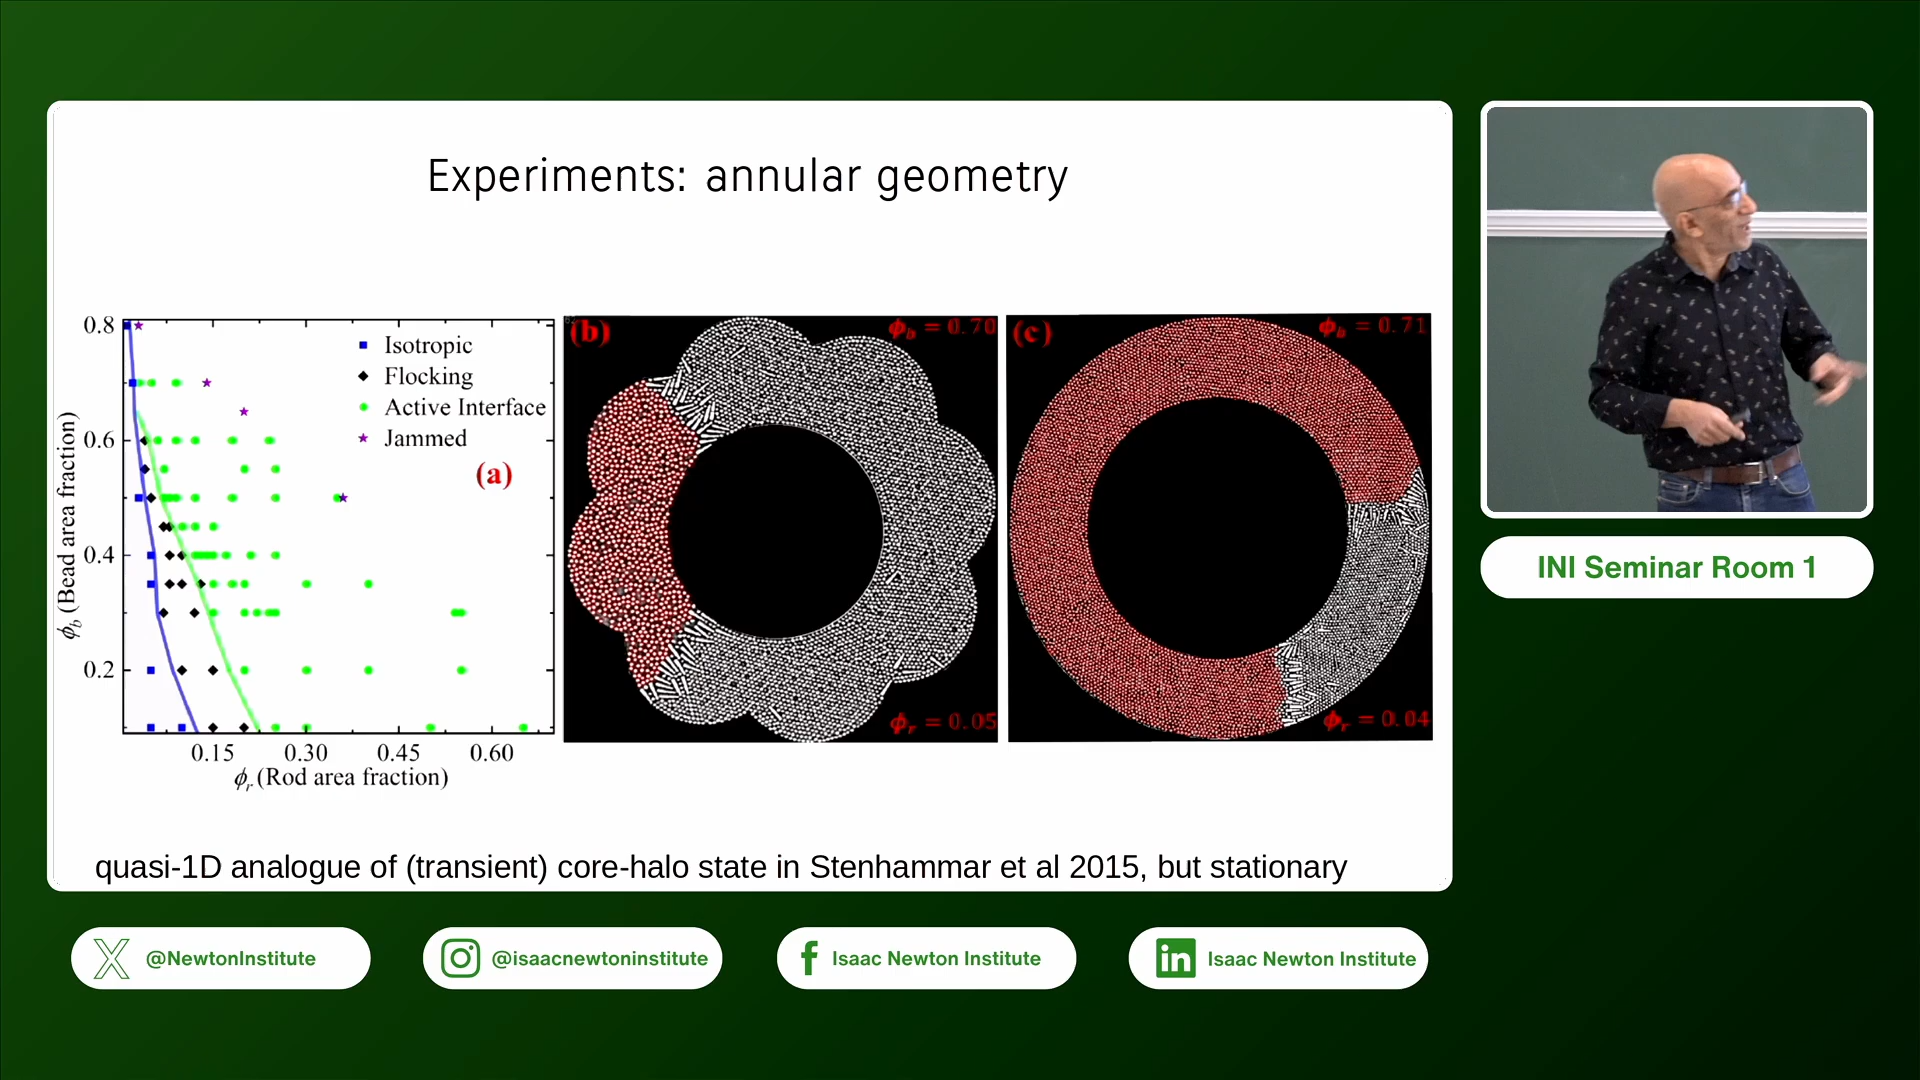 Experiments: annular geometry
0.8
0.6
0.4
0.2
0.15 0.30 0.45 0.60
ϕb (Bead area fraction)
ϕr (Rod area fraction)
Isotropic
Flocking
Active Interface
Jammed
(a)
(b)
ϕb = 0.70
ϕr = 0.05
(c)
ϕb = 0.71
ϕr = 0.04
quasi-1D analogue of (transient) core-halo state in Stenhammar et al 2015, but stationary
INI Seminar Room 1
@NewtonInstitute
@isaacnewtoninstitute
Isaac Newton Institute
Isaac Newton Institute